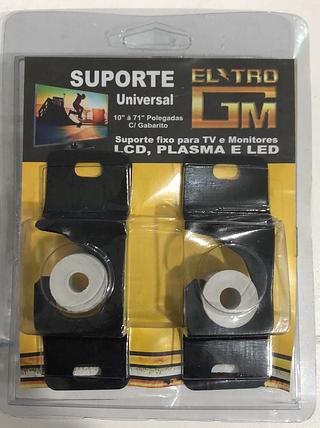 SUPORTE
Universal
10" à 71" Polegadas
C/ Gabarito
ELETRO
GM
Suporte fixo para TV e Monitores
LCD, PLASMA E LED